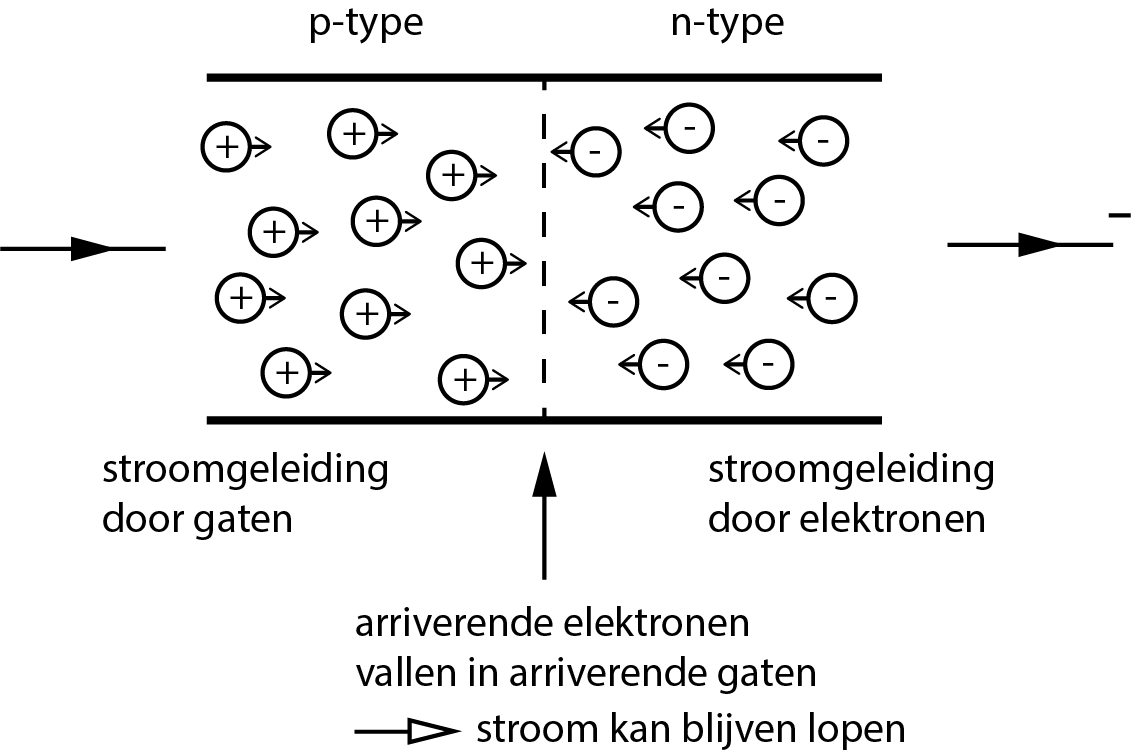 p-type n-type
+ + + + + + + + + + +
- - - - - - - - - - -
-
stroomgeleiding
door gaten
stroomgeleiding
door elektronen
arriverende elektronen
vallen in arriverende gaten
stroom kan blijven lopen